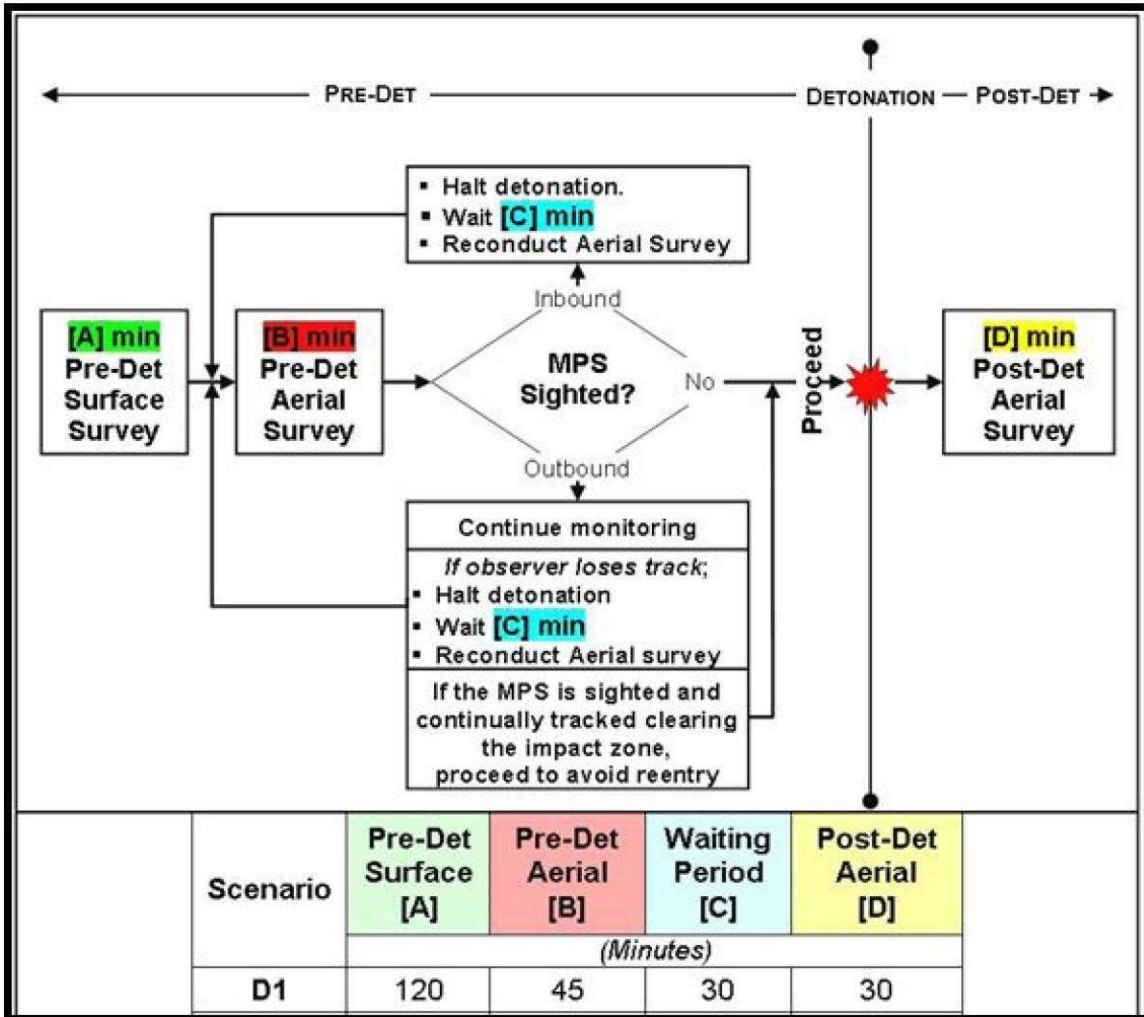 PRE-DET
DETONATION
POST-DET
▪ Halt detonation.
▪ Wait [C] min
▪ Reconduct Aerial Survey
Inbound
[A] min
Pre-Det
Surface
Survey
[B] min
Pre-Det
Aerial
Survey
MPS
Sighted?
No
Proceed
[D] min
Post-Det
Aerial
Survey
Outbound
Continue monitoring
If observer loses track;
▪ Halt detonation
▪ Wait [C] min
▪ Reconduct Aerial survey
If the MPS is sighted and
continually tracked clearing
the impact zone,
proceed to avoid reentry
Scenario
Pre-Det
Surface
[A]
Pre-Det
Aerial
[B]
Waiting
Period
[C]
Post-Det
Aerial
[D]
(Minutes)
D1 120 45 30 30